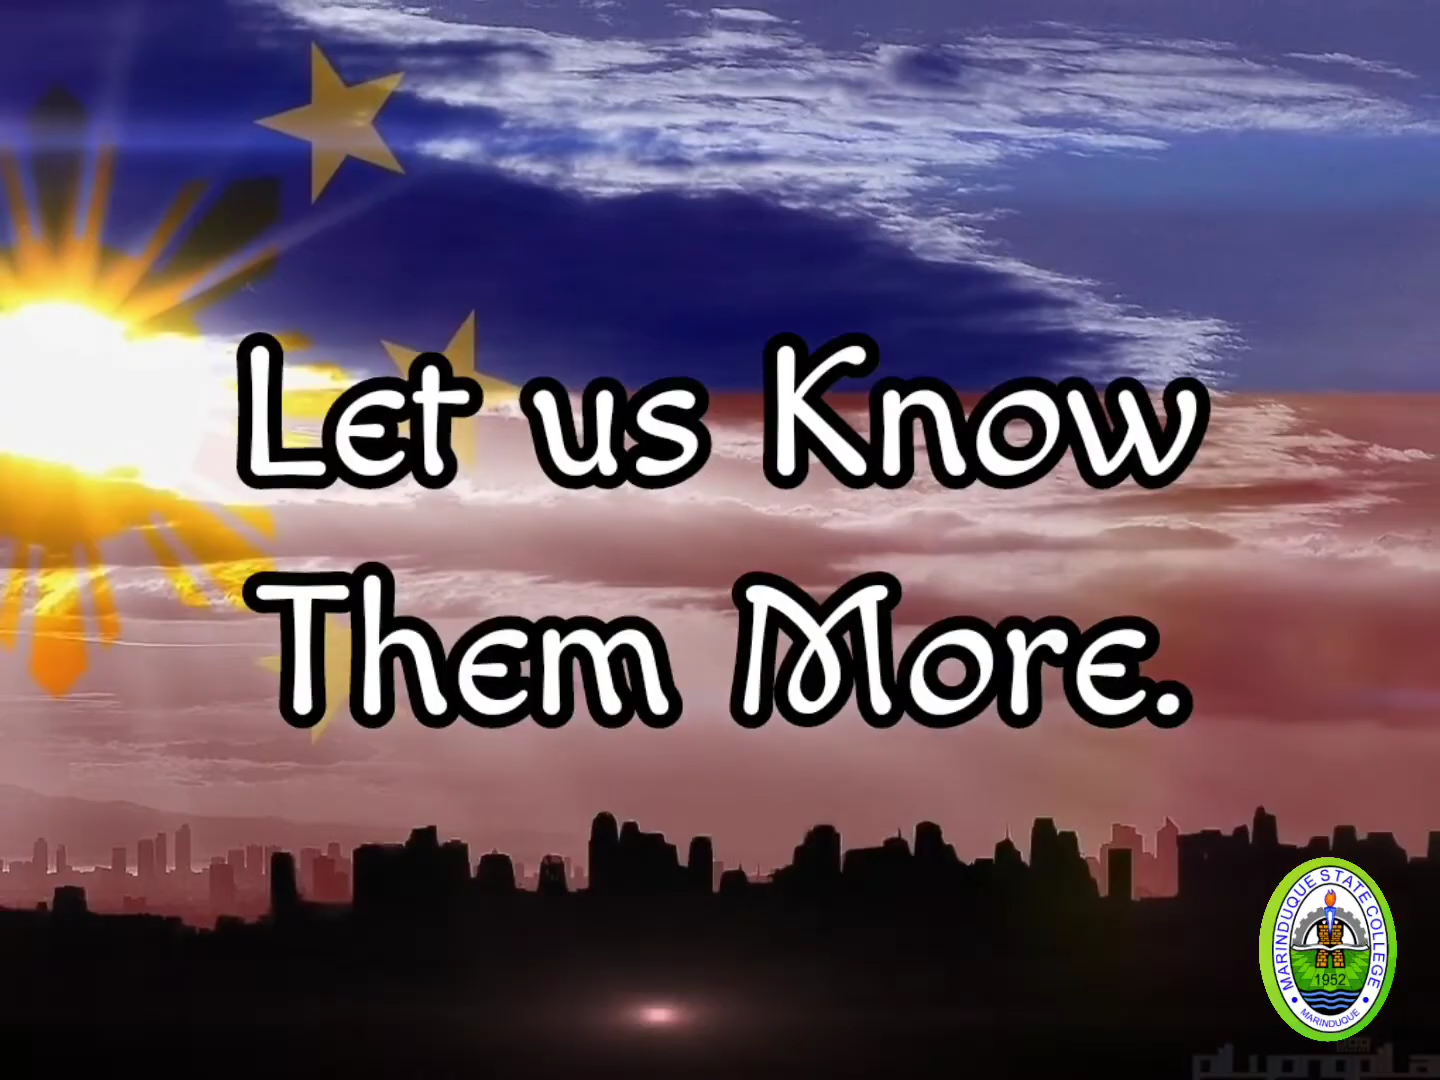 Let us Know
Them More.
MARINDUQUE STATE COLLEGE
1952
MARINDUQUE